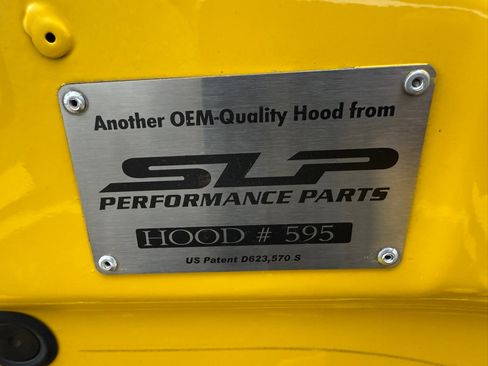 Another OEM-Quality Hood from
SLP
PERFORMANCE PARTS
HOOD # 595
US Patent D623,570 S